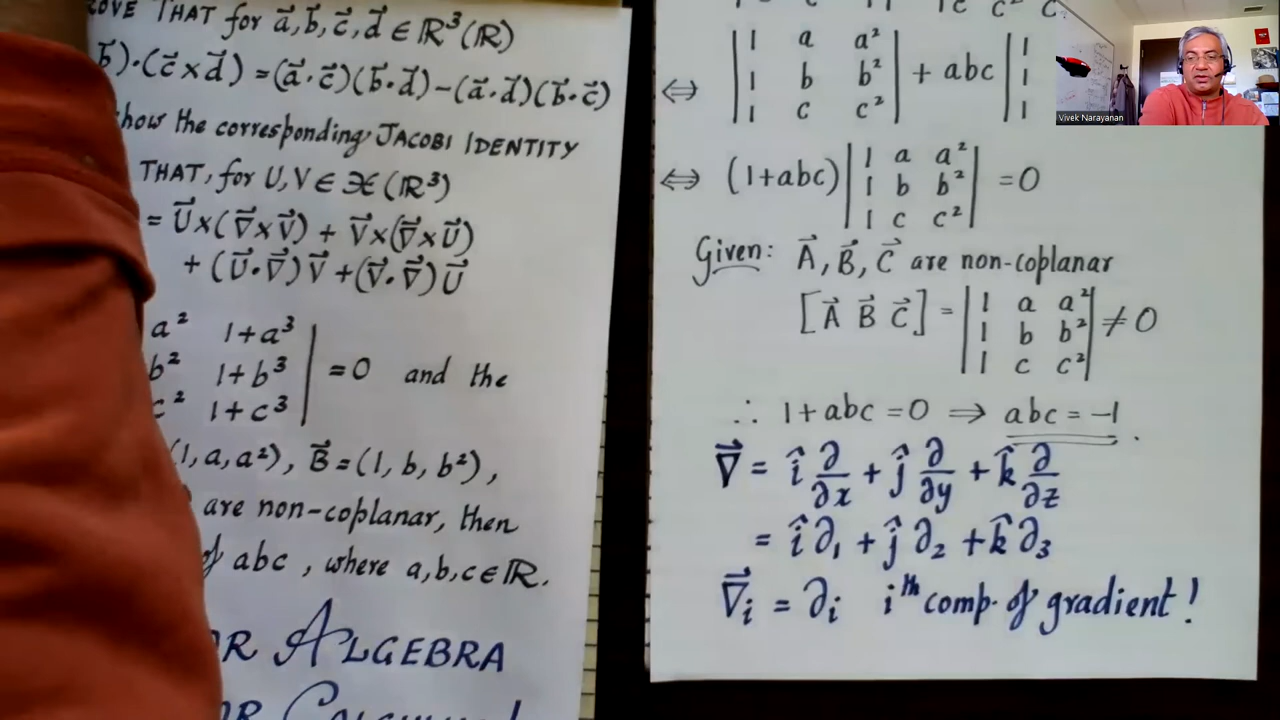 THAT for a⃗, b⃗, c⃗, d⃗ ∈ ℝ³(ℝ)
b⃗)·(c⃗×d⃗) = (a⃗·c⃗)(b⃗·d⃗) − (a⃗·d⃗)(b⃗·c⃗)
the corresponding JACOBI IDENTITY
THAT, for U, V ∈ 𝔛(ℝ³)
= U⃗×(∇⃗×V⃗) + V⃗×(∇⃗×U⃗)
+ (U⃗·∇⃗)V⃗ + (V⃗·∇⃗)U⃗
a² 1+a³
b² 1+b³ | = 0 and the
c² 1+c³
(1, a, a²), B⃗ = (1, b, b²),
are non-coplanar, then
of abc, where a, b, c ∈ ℝ.
ALGEBRA
| 1 a a² | | 1
⇔ | 1 b b² | + abc | 1
| 1 c c² | | 1
| 1 a a² |
⇔ (1+abc) | 1 b b² | = 0
| 1 c c² |
Given: A⃗, B⃗, C⃗ are non-coplanar
| 1 a a² |
[A⃗ B⃗ C⃗] = | 1 b b² | ≠ 0
| 1 c c² |
∴ 1+abc = 0 ⇒ abc = −1.
∇⃗ = î ∂/∂x + ĵ ∂/∂y + k̂ ∂/∂z
= î ∂₁ + ĵ ∂₂ + k̂ ∂₃
∇⃗ᵢ = ∂ᵢ iᵗʰ comp. of gradient!
Vivek Narayanan